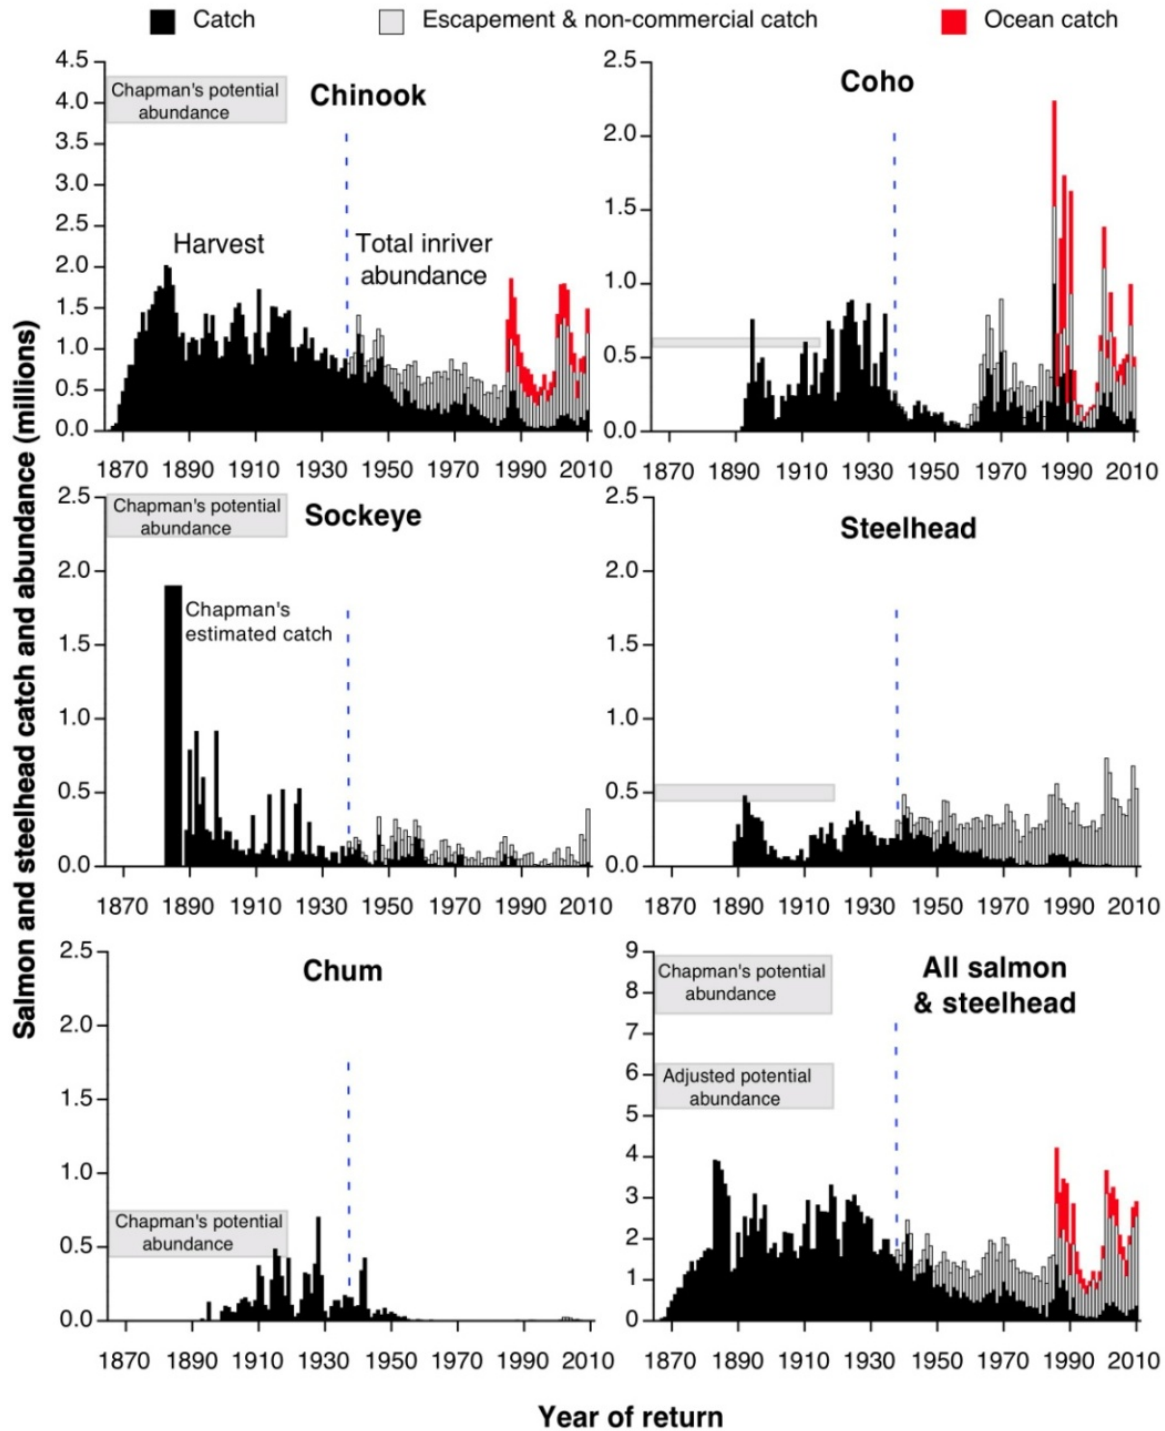 Catch
Escapement & non-commercial catch
Ocean catch
Salmon and steelhead catch and abundance (millions)
4.5
4.0
3.5
3.0
2.5
2.0
1.5
1.0
0.5
0.0
Chapman's potential
abundance
Chinook
Harvest
Total inriver
abundance
1870 1890 1910 1930 1950 1970 1990 2010
2.5
2.0
1.5
1.0
0.5
0.0
Coho
1870 1890 1910 1930 1950 1970 1990 2010
2.5
2.0
1.5
1.0
0.5
0.0
Chapman's potential
abundance
Sockeye
Chapman's
estimated catch
1870 1890 1910 1930 1950 1970 1990 2010
2.5
2.0
1.5
1.0
0.5
0.0
Steelhead
1870 1890 1910 1930 1950 1970 1990 2010
2.5
2.0
1.5
1.0
0.5
0.0
Chum
Chapman's potential
abundance
1870 1890 1910 1930 1950 1970 1990 2010
9
8
7
6
5
4
3
2
1
0
Chapman's potential
abundance
All salmon
& steelhead
Adjusted potential
abundance
1870 1890 1910 1930 1950 1970 1990 2010
Year of return